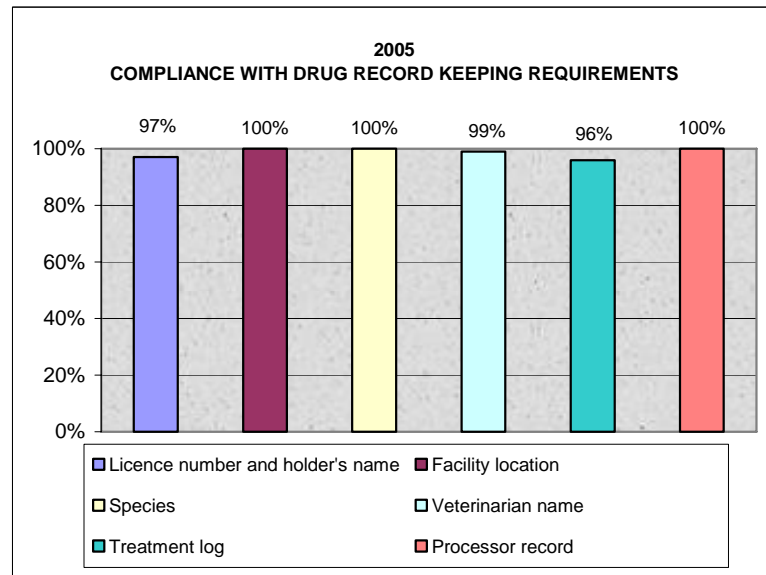 2005
COMPLIANCE WITH DRUG RECORD KEEPING REQUIREMENTS
97% 100% 100% 99% 96% 100%
100%
80%
60%
40%
20%
0%
Licence number and holder's name Facility location
Species Veterinarian name
Treatment log Processor record